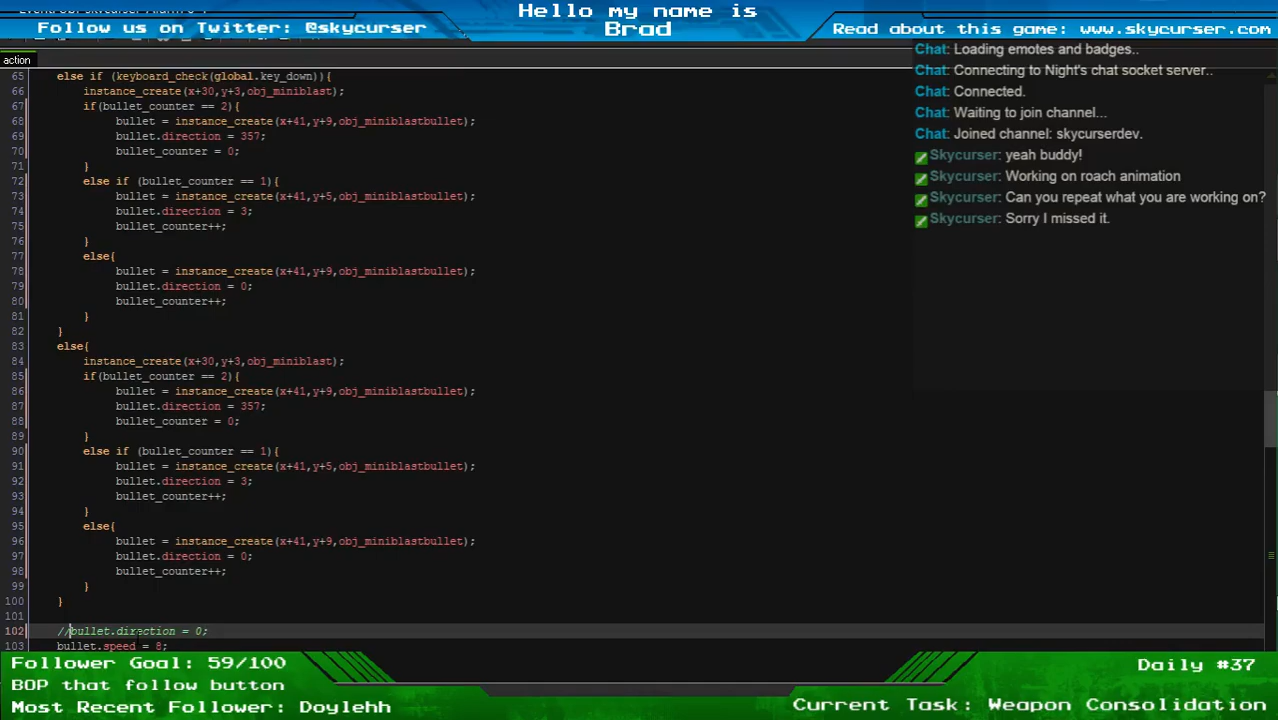 Hello my name is
Brad
Follow us on Twitter: @skycurser
Read about this game: www.skycurser.com
action
65 else if (keyboard_check(global.key_down)){
66 instance_create(x+30,y+3,obj_miniblast);
67 if(bullet_counter == 2){
68 bullet = instance_create(x+41,y+9,obj_miniblastbullet);
69 bullet.direction = 357;
70 bullet_counter = 0;
71 }
72 else if (bullet_counter == 1){
73 bullet = instance_create(x+41,y+5,obj_miniblastbullet);
74 bullet.direction = 3;
75 bullet_counter++;
76 }
77 else{
78 bullet = instance_create(x+41,y+9,obj_miniblastbullet);
79 bullet.direction = 0;
80 bullet_counter++;
81 }
82 }
83 else{
84 instance_create(x+30,y+3,obj_miniblast);
85 if(bullet_counter == 2){
86 bullet = instance_create(x+41,y+9,obj_miniblastbullet);
87 bullet.direction = 357;
88 bullet_counter = 0;
89 }
90 else if (bullet_counter == 1){
91 bullet = instance_create(x+41,y+5,obj_miniblastbullet);
92 bullet.direction = 3;
93 bullet_counter++;
94 }
95 else{
96 bullet = instance_create(x+41,y+9,obj_miniblastbullet);
97 bullet.direction = 0;
98 bullet_counter++;
99 }
100 }
101
102 //bullet.direction = 0;
103 bullet.speed = 8;
Chat: Loading emotes and badges..
Chat: Connecting to Night's chat socket server..
Chat: Connected.
Chat: Waiting to join channel...
Chat: Joined channel: skycurserdev.
Skycurser: yeah buddy!
Skycurser: Working on roach animation
Skycurser: Can you repeat what you are working on?
Skycurser: Sorry I missed it.
Follower Goal: 59/100
BOP that follow button
Most Recent Follower: Doylehh
Daily #37
Current Task: Weapon Consolidation